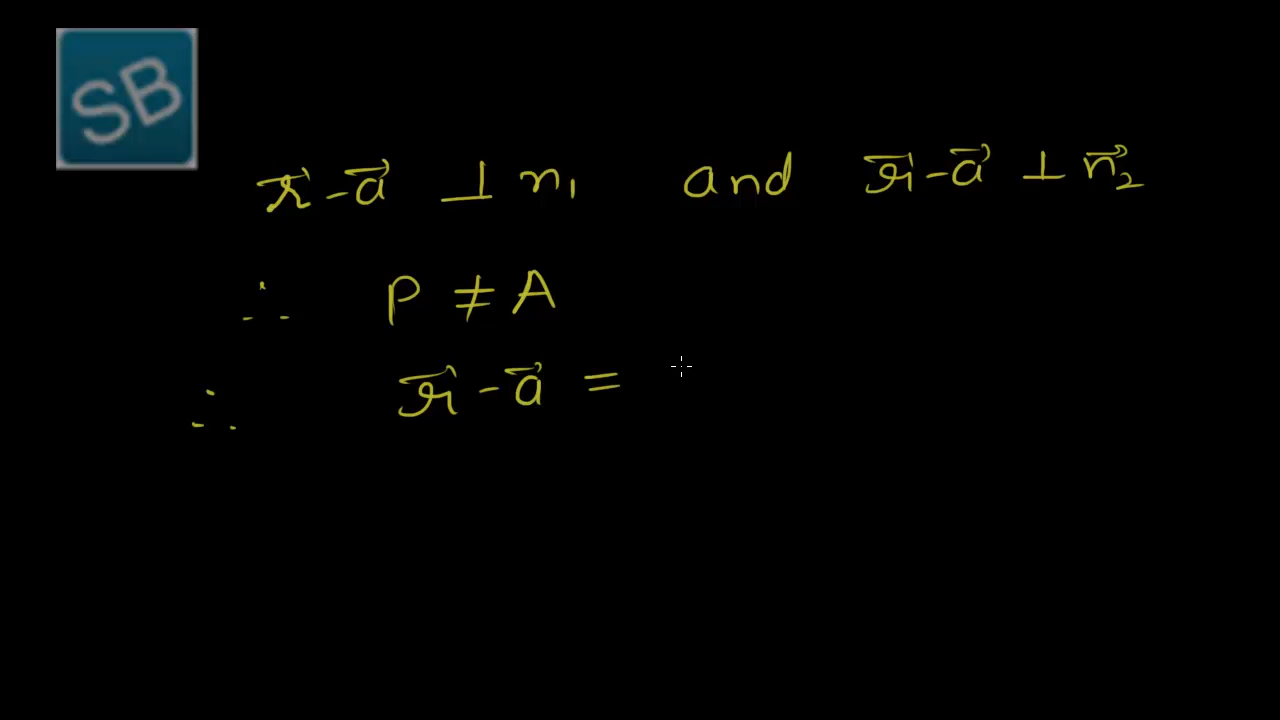 SB
r⃗ - a⃗ ⊥ n₁ and r⃗ - a⃗ ⊥ n⃗₂
∴ P ≠ A
∴ r⃗ - a⃗ =